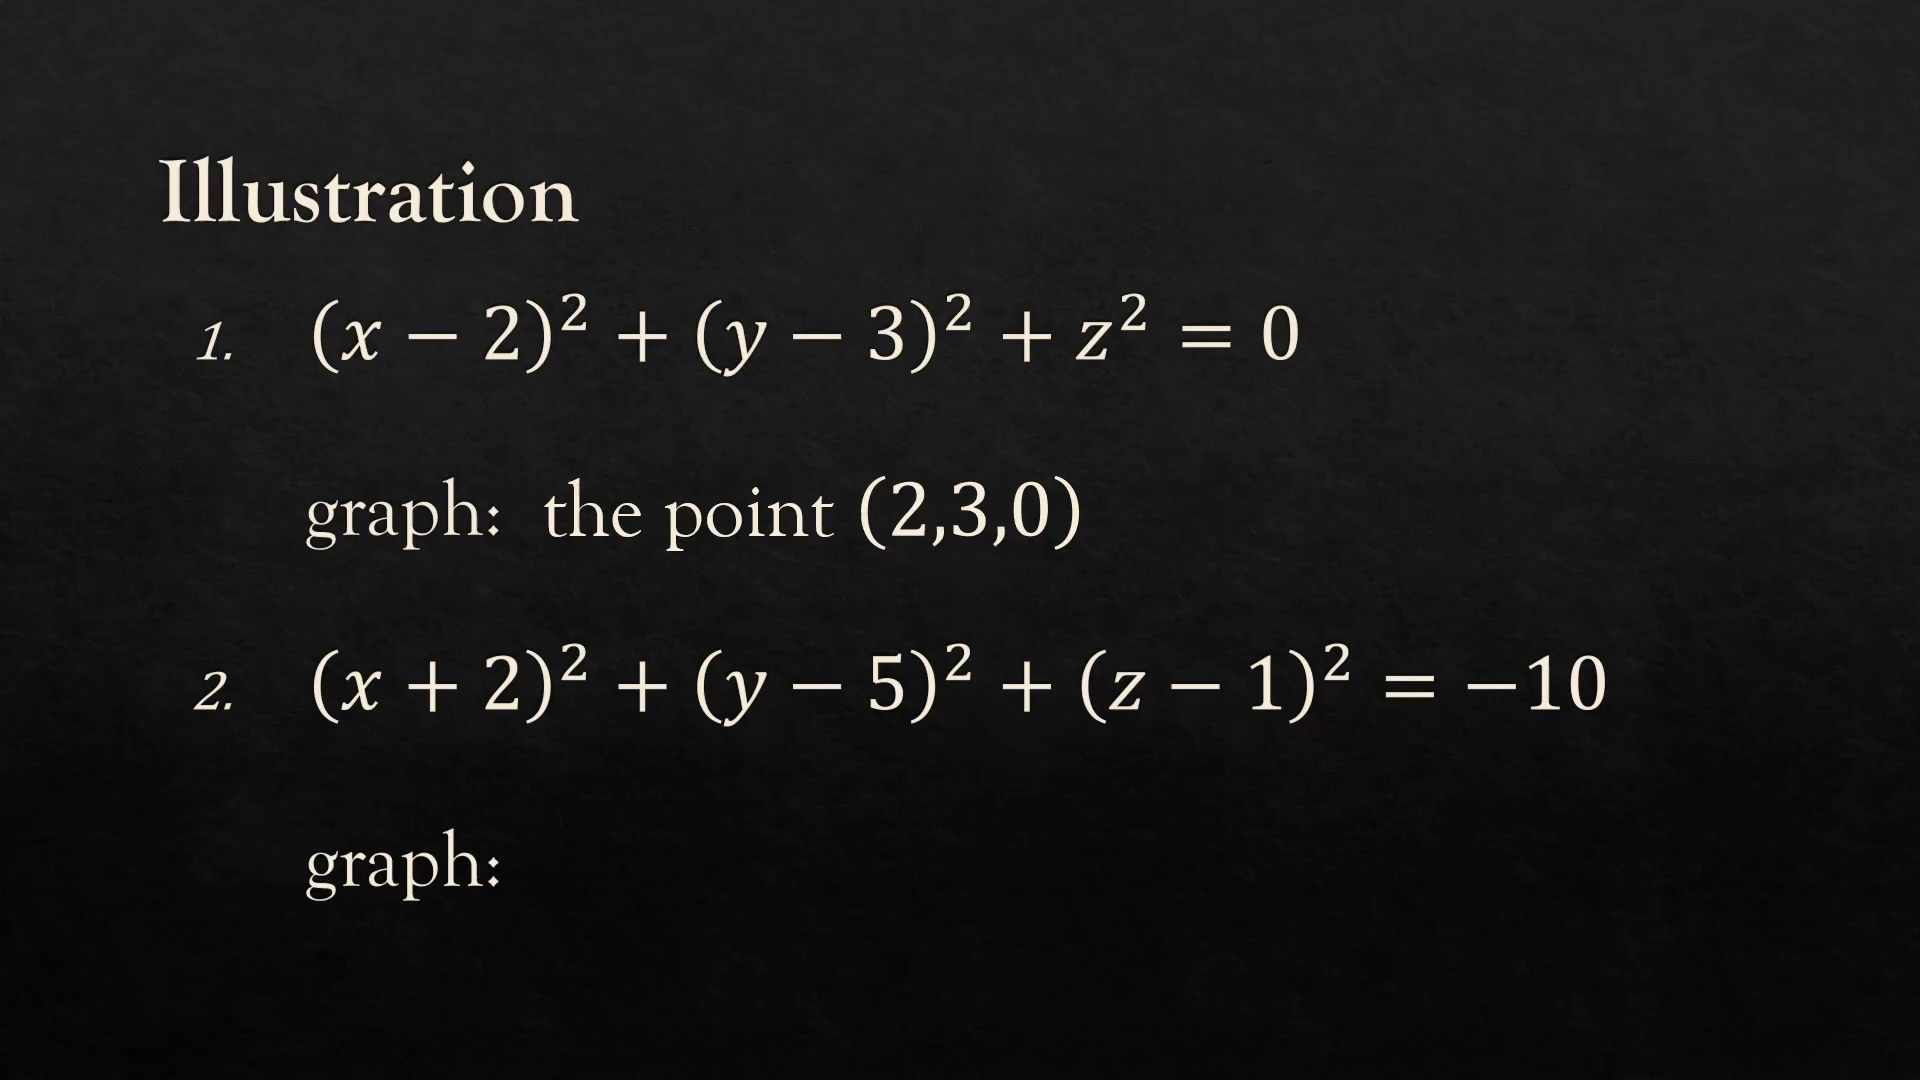 Illustration
1. (x − 2)² + (y − 3)² + z² = 0
graph: the point (2,3,0)
2. (x + 2)² + (y − 5)² + (z − 1)² = −10
graph: